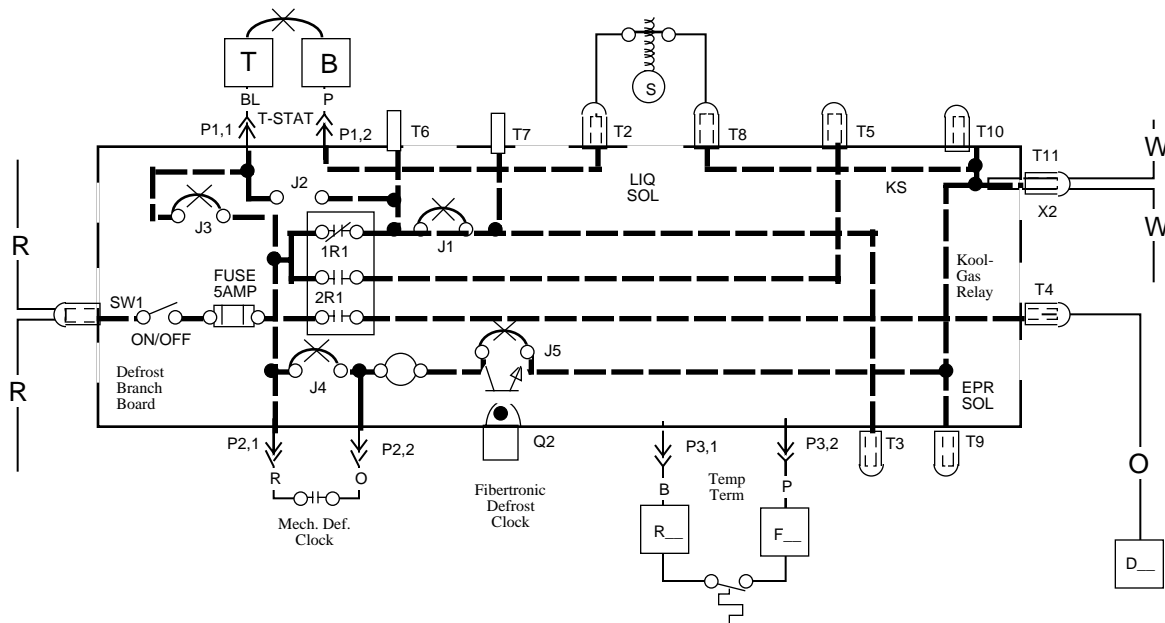 T B
S
BL P
T-STAT
P1,1 P1,2 T6 T7 T2 T8 T5 T10
T11
W
W
X2
J2
LIQ
SOL
KS
J3
J1
1R1
R
R
FUSE
5AMP
2R1
Kool-
Gas
Relay
SW1
T4
ON/OFF
J5
J4
Defrost
Branch
Board
EPR
SOL
P2,1 P2,2 Q2 P3,1 P3,2 T3 T9
O
R O
B P
Temp
Term
Fibertronic
Defrost
Clock
Mech. Def.
Clock
R__ F__
D__